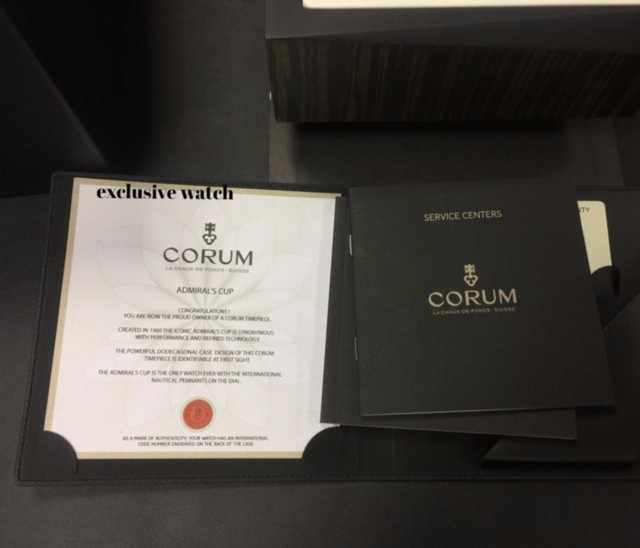 exclusive watch
CORUM
LA CHAUX-DE-FONDS - SUISSE
ADMIRAL'S CUP
CONGRATULATIONS!
YOU ARE NOW THE PROUD OWNER OF A CORUM TIMEPIECE.
CREATED IN 1960 THE ICONIC ADMIRAL'S CUP IS SYNONYMOUS
WITH PERFORMANCE AND REFINED TECHNOLOGY.
THE POWERFUL DODECAGONAL CASE DESIGN OF THIS CORUM
TIMEPIECE IS IDENTIFIABLE AT FIRST SIGHT.
THE ADMIRAL'S CUP IS THE ONLY WATCH EVER WITH THE INTERNATIONAL
NAUTICAL PENNANTS ON THE DIAL.
AS A MARK OF AUTHENTICITY, YOUR WATCH HAS AN INTERNATIONAL
CODE NUMBER ENGRAVED ON THE BACK OF THE CASE.
SERVICE CENTERS
CORUM
LA CHAUX-DE-FONDS - SUISSE
NTY